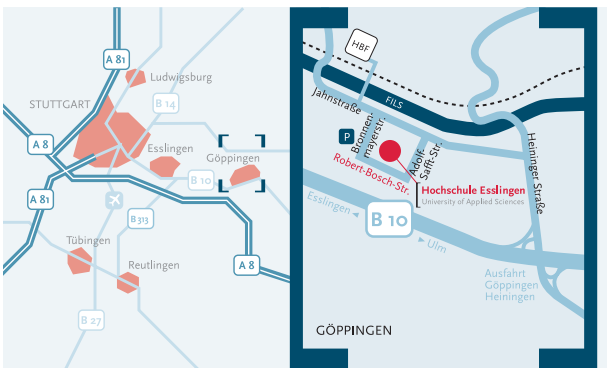 A 81
Ludwigsburg
STUTTGART
B 14
A 8
Esslingen
Göppingen
B 10
A 81
B 313
Tübingen
A 8
Reutlingen
B 27
HBF
Jahnstraße
FILS
P
Bronnen-
mayerstr.
Adolf-
Safft-Str.
Heininger Straße
Robert-Bosch-Str.
Hochschule Esslingen
University of Applied Sciences
Esslingen
B 10
Ulm
Ausfahrt
Göppingen
Heiningen
GÖPPINGEN